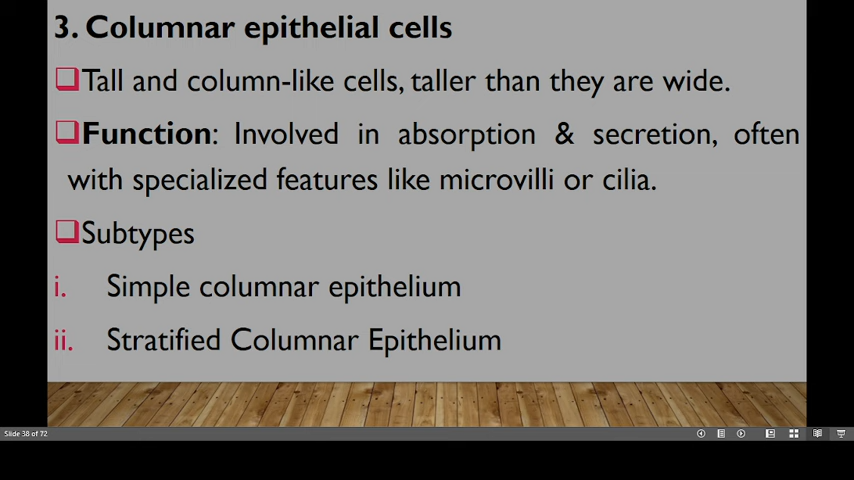 3. Columnar epithelial cells
Tall and column-like cells, taller than they are wide.
Function: Involved in absorption & secretion, often
with specialized features like microvilli or cilia.
Subtypes
i. Simple columnar epithelium
ii. Stratified Columnar Epithelium
Slide 38 of 72